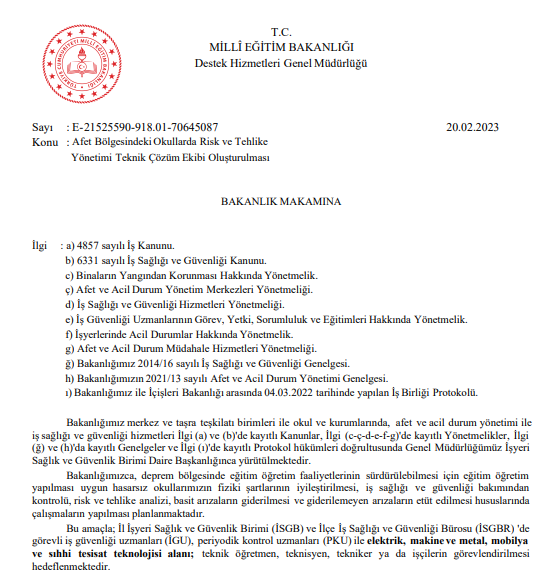 T.C.
MİLLÎ EĞİTİM BAKANLIĞI
Destek Hizmetleri Genel Müdürlüğü
Sayı : E-21525590-918.01-70645087 20.02.2023
Konu : Afet Bölgesindeki Okullarda Risk ve Tehlike
Yönetimi Teknik Çözüm Ekibi Oluşturulması
BAKANLIK MAKAMINA
İlgi : a) 4857 sayılı İş Kanunu.
b) 6331 sayılı İş Sağlığı ve Güvenliği Kanunu.
c) Binaların Yangından Korunması Hakkında Yönetmelik.
ç) Afet ve Acil Durum Yönetim Merkezleri Yönetmeliği.
d) İş Sağlığı ve Güvenliği Hizmetleri Yönetmeliği.
e) İş Güvenliği Uzmanlarının Görev, Yetki, Sorumluluk ve Eğitimleri Hakkında Yönetmelik.
f) İşyerlerinde Acil Durumlar Hakkında Yönetmelik.
g) Afet ve Acil Durum Müdahale Hizmetleri Yönetmeliği.
ğ) Bakanlığımız 2014/16 sayılı İş Sağlığı ve Güvenliği Genelgesi.
h) Bakanlığımızın 2021/13 sayılı Afet ve Acil Durum Yönetimi Genelgesi.
ı) Bakanlığımız ile İçişleri Bakanlığı arasında 04.03.2022 tarihinde yapılan İş Birliği Protokolü.
Bakanlığımız merkez ve taşra teşkilatı birimleri ile okul ve kurumlarında, afet ve acil durum yönetimi ile
iş sağlığı ve güvenliği hizmetleri İlgi (a) ve (b)'de kayıtlı Kanunlar, İlgi (c-ç-d-e-f-g)'de kayıtlı Yönetmelikler, İlgi
(ğ) ve (h)'da kayıtlı Genelgeler ve İlgi (ı)'de kayıtlı Protokol hükümleri doğrultusunda Genel Müdürlüğümüz İşyeri
Sağlık ve Güvenlik Birimi Daire Başkanlığınca yürütülmektedir.
Bakanlığımızca, deprem bölgesinde eğitim öğretim faaliyetlerinin sürdürülebilmesi için eğitim öğretim
yapılması uygun hasarsız okullarımızın fiziki şartlarının iyileştirilmesi, iş sağlığı ve güvenliği bakımından
kontrolü, risk ve tehlike analizi, basit arızaların giderilmesi ve giderilemeyen arızaların etüt edilmesi hususlarında
çalışmaların yapılması planlanmaktadır.
Bu amaçla; İl İşyeri Sağlık ve Güvenlik Birimi (İSGB) ve İlçe İş Sağlığı ve Güvenliği Bürosu (İSGBR) 'de
görevli iş güvenliği uzmanları (İGU), periyodik kontrol uzmanları (PKU) ile elektrik, makine ve metal, mobilya
ve sıhhi tesisat teknolojisi alanı; teknik öğretmen, teknisyen, tekniker ya da işçilerin görevlendirilmesi
hedeflenmektedir.